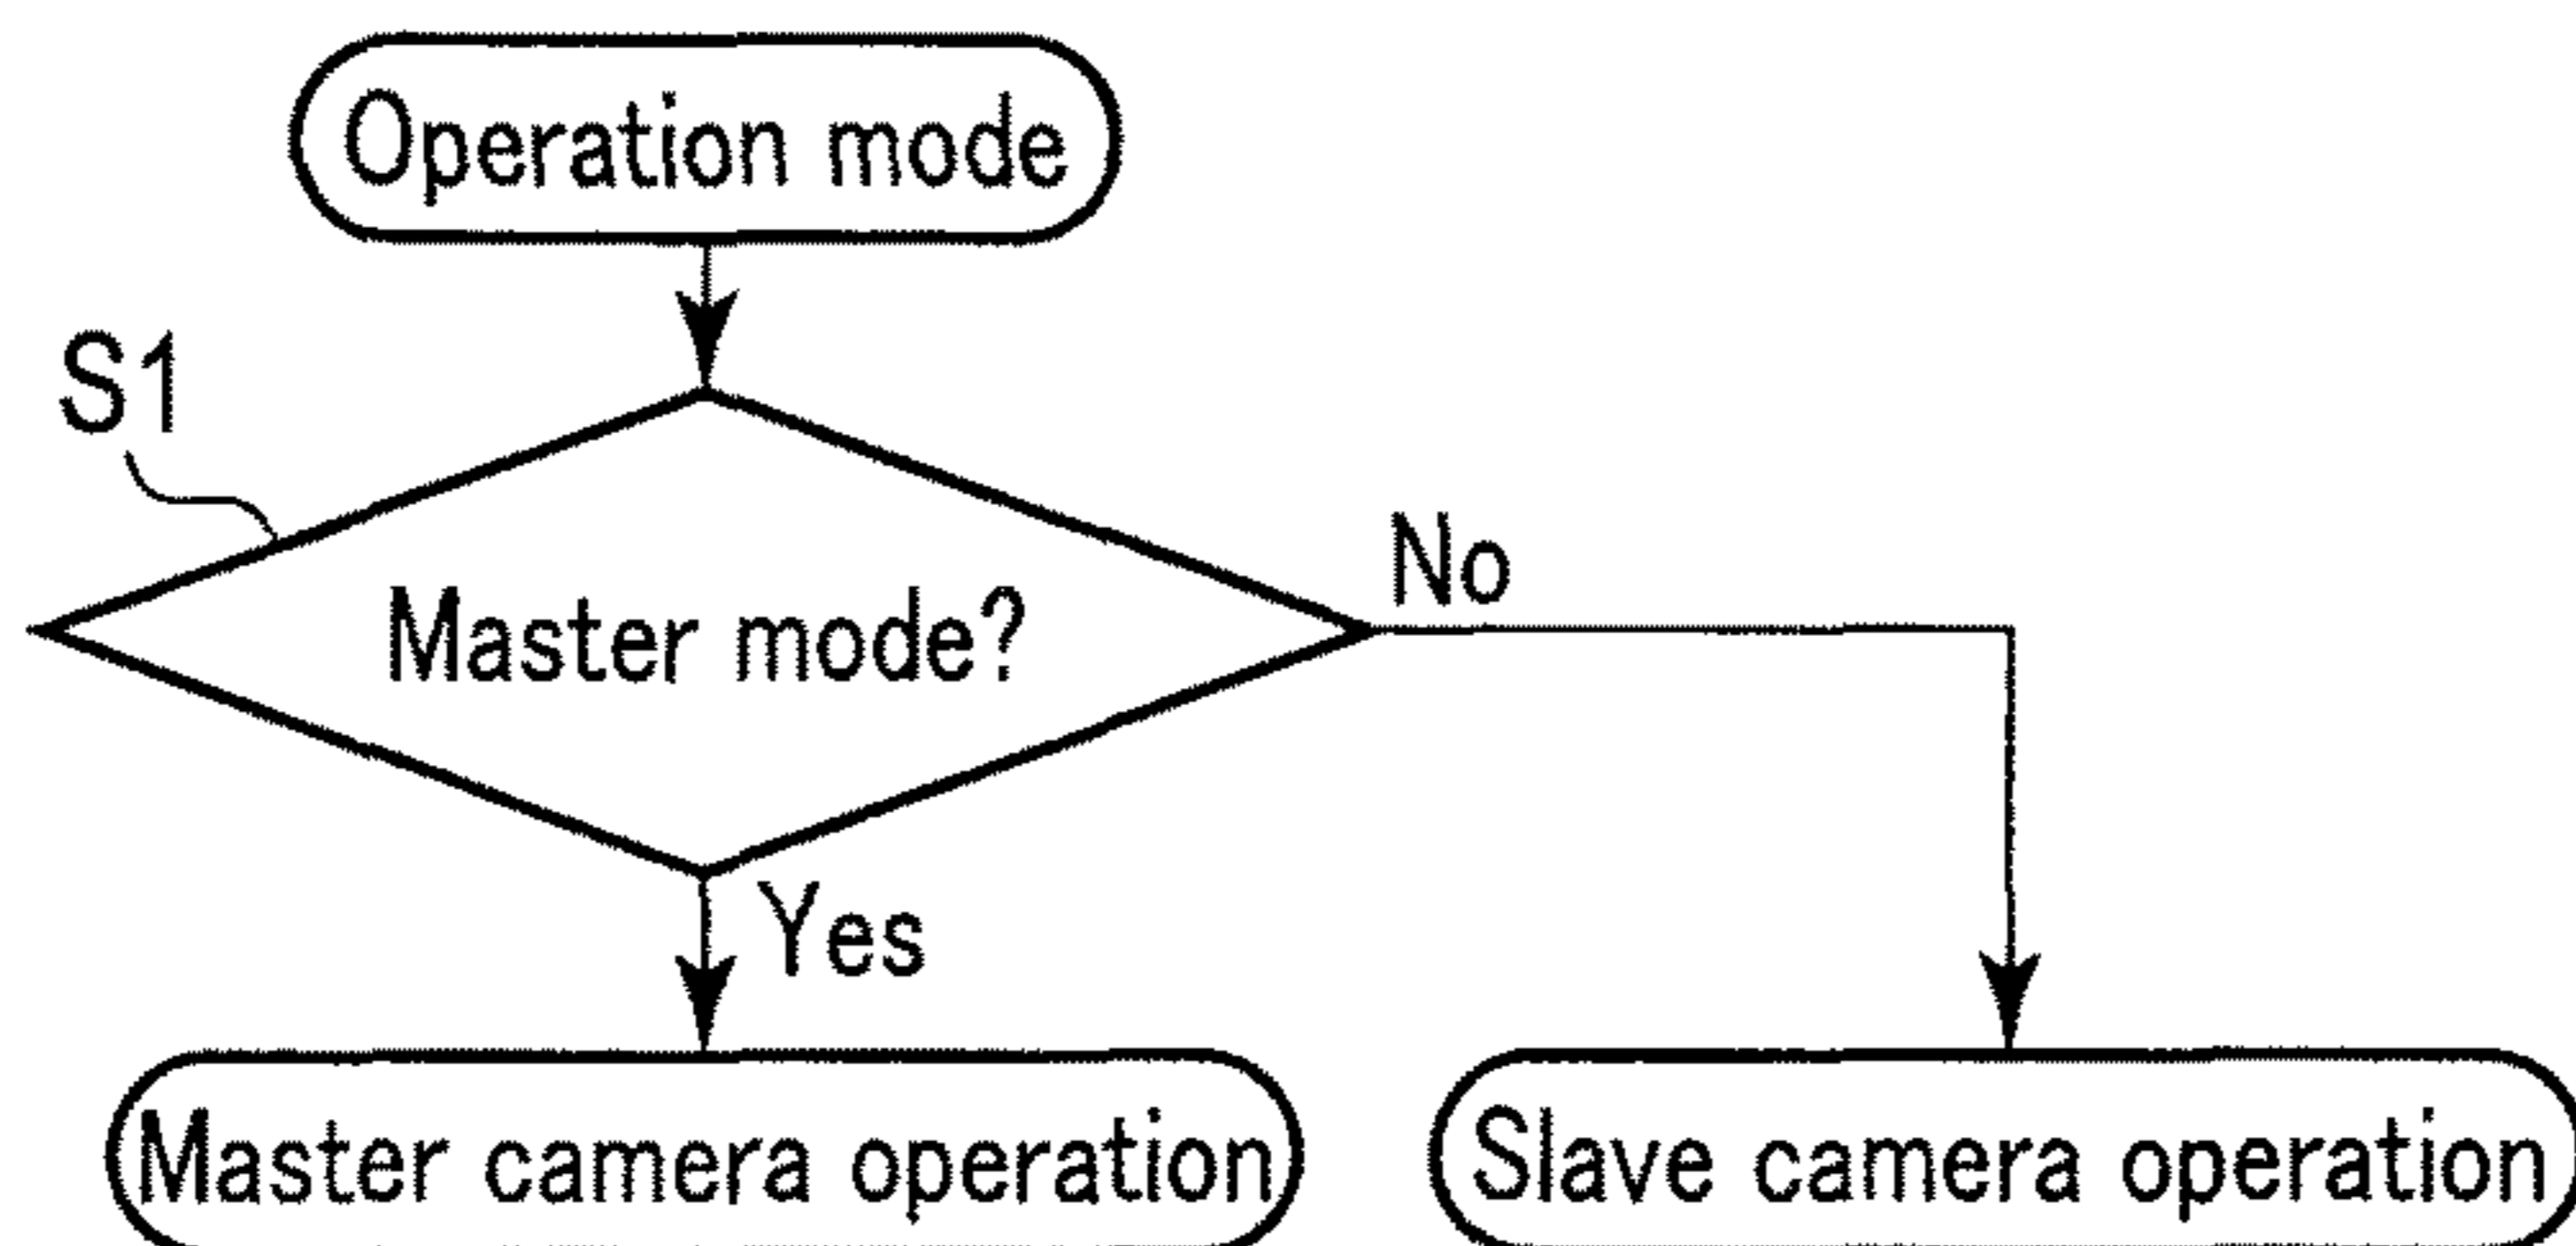 Operation mode
S1
Master mode?
No
Yes
Master camera operation
Slave camera operation